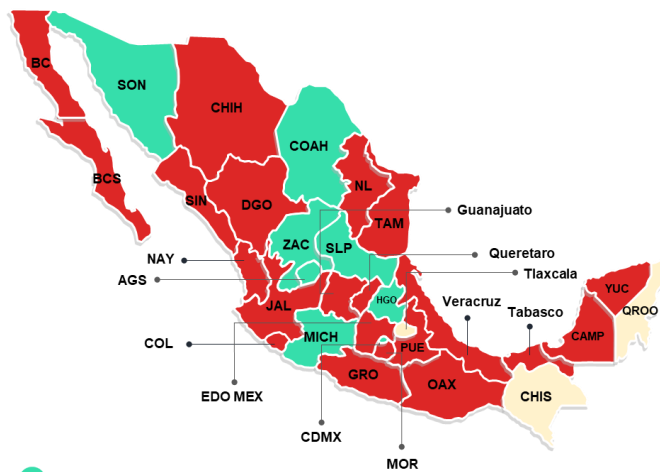 BC
SON
CHIH
COAH
BCS
NL
SIN
DGO
TAM
Guanajuato
ZAC
SLP
NAY
Queretaro
AGS
Tlaxcala
HGO
Veracruz
Tabasco
YUC
QROO
JAL
CAMP
COL
MICH
PUE
GRO
OAX
EDO MEX
CHIS
CDMX
MOR